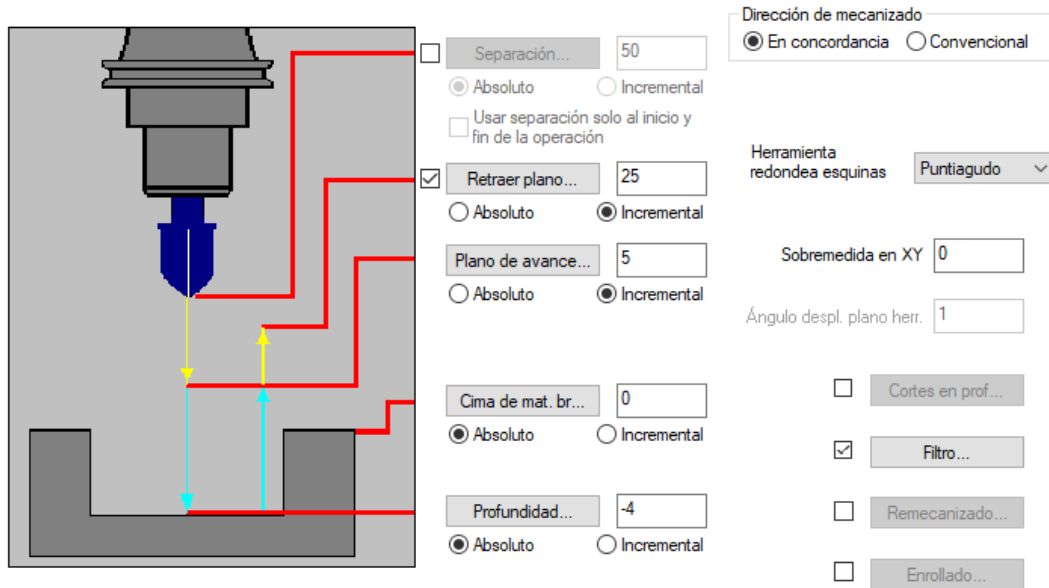 Dirección de mecanizado
En concordancia Convencional
Separación... 50
Absoluto Incremental
Usar separación solo al inicio y
fin de la operación
Herramienta
redondea esquinas Puntiagudo
Retraer plano... 25
Absoluto Incremental
Plano de avance... 5
Absoluto Incremental
Sobremedida en XY 0
Ángulo despl. plano herr. 1
Cima de mat. br... 0
Absoluto Incremental
Cortes en prof...
Filtro...
Profundidad... -4
Absoluto Incremental
Remecanizado...
Enrollado...